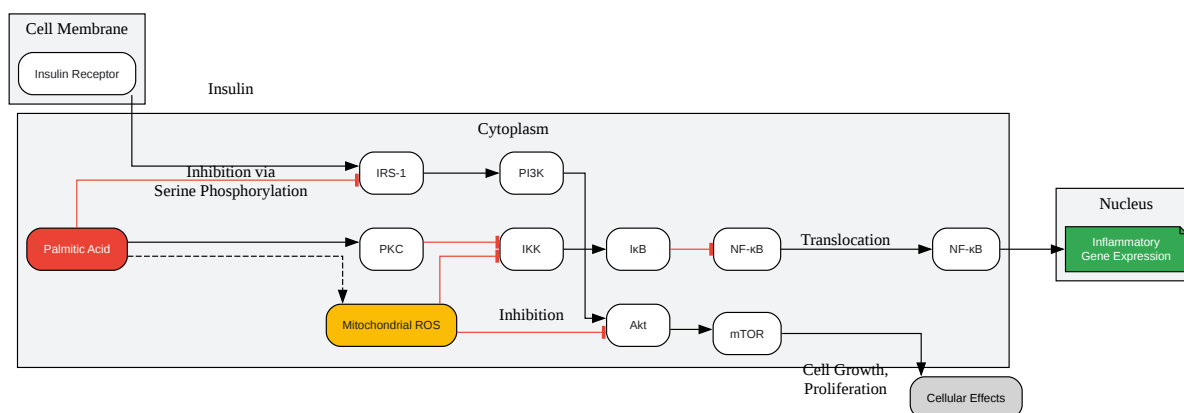 Cell Membrane
Insulin Receptor
Insulin
Cytoplasm
Inhibition via
Serine Phosphorylation
IRS-1
PI3K
Palmitic Acid
PKC
IKK
IκB
NF-κB
Translocation
NF-κB
Nucleus
Inflammatory
Gene Expression
Mitochondrial ROS
Inhibition
Akt
mTOR
Cell Growth,
Proliferation
Cellular Effects